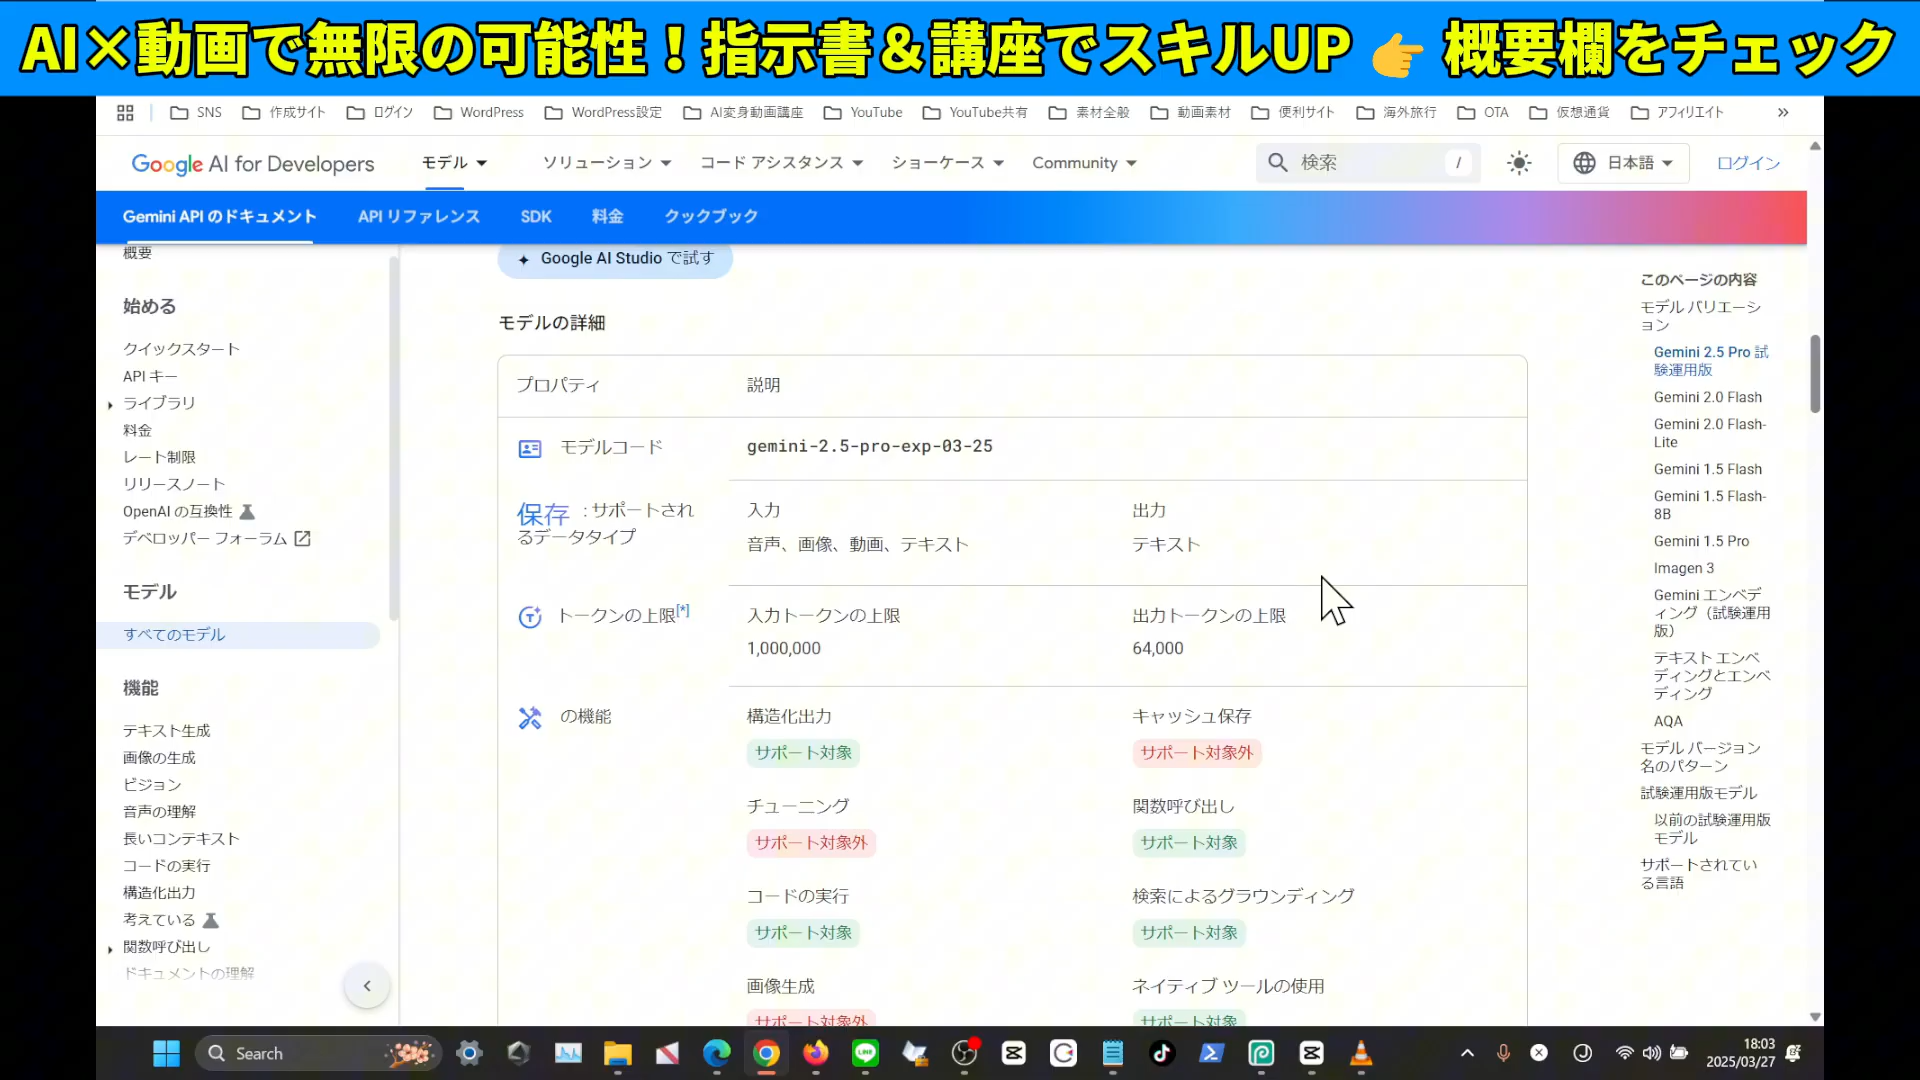 AI×動画で無限の可能性！指示書＆講座でスキルUP 👉 概要欄をチェック
SNS 作成サイト ログイン WordPress WordPress設定 AI変身動画講座 YouTube YouTube共有 素材全般 動画素材 便利サイト 海外旅行 OTA 仮想通貨 アフィリエイト »
Google AI for Developers モデル ソリューション コード アシスタンス ショーケース Community 検索 / 日本語 ログイン
Gemini API のドキュメント API リファレンス SDK 料金 クックブック
概要
始める
クイックスタート
API キー
ライブラリ
料金
レート制限
リリースノート
OpenAI の互換性
デベロッパー フォーラム
モデル
すべてのモデル
機能
テキスト生成
画像の生成
ビジョン
音声の理解
長いコンテキスト
コードの実行
構造化出力
考えている
関数呼び出し
ドキュメントの理解
Google AI Studio で試す
モデルの詳細
プロパティ 説明
モデルコード gemini-2.5-pro-exp-03-25
保存 : サポートされ
るデータタイプ
入力 出力
音声、画像、動画、テキスト テキスト
トークンの上限[*] 入力トークンの上限 出力トークンの上限
1,000,000 64,000
の機能 構造化出力 キャッシュ保存
サポート対象 サポート対象外
チューニング 関数呼び出し
サポート対象外 サポート対象
コードの実行 検索によるグラウンディング
サポート対象 サポート対象
画像生成 ネイティブ ツールの使用
サポート対象外 サポート対象
このページの内容
モデル バリエーシ
ョン
Gemini 2.5 Pro 試
験運用版
Gemini 2.0 Flash
Gemini 2.0 Flash-
Lite
Gemini 1.5 Flash
Gemini 1.5 Flash-
8B
Gemini 1.5 Pro
Imagen 3
Gemini エンベデ
ィング（試験運用
版）
テキスト エンベ
ディングとエンベ
ディング
AQA
モデル バージョン
名のパターン
試験運用版モデル
以前の試験運用版
モデル
サポートされてい
る言語
Search
18:03
2025/03/27